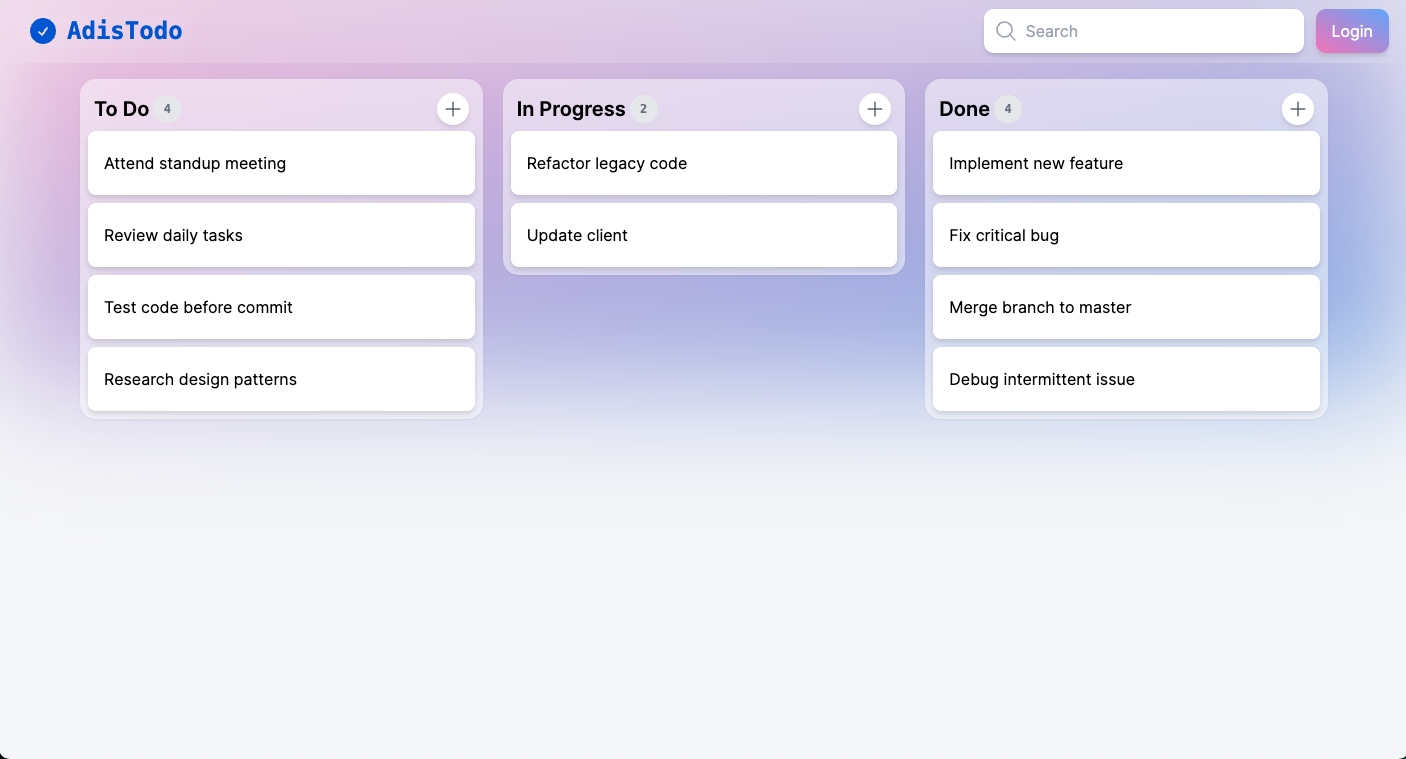 AdisTodo
Search
Login
To Do 4
Attend standup meeting
Review daily tasks
Test code before commit
Research design patterns
In Progress 2
Refactor legacy code
Update client
Done 4
Implement new feature
Fix critical bug
Merge branch to master
Debug intermittent issue